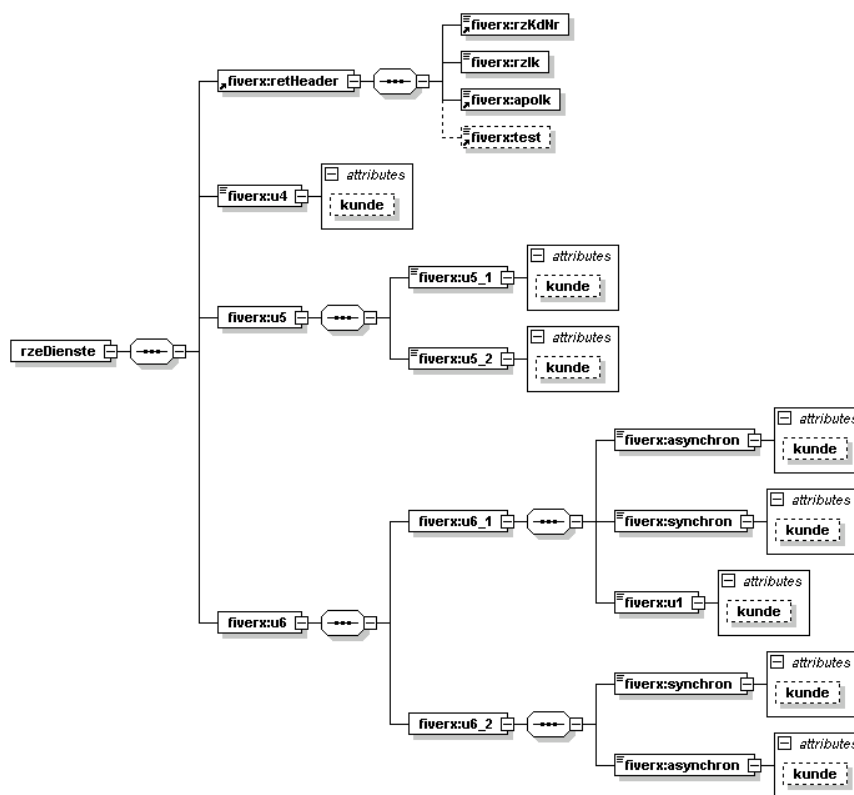 fiverx:rzKdNr
fiverx:rzIk
fiverx:retHeader
fiverx:apoIk
fiverx:test
attributes
fiverx:u4
kunde
attributes
fiverx:u5_1
kunde
fiverx:u5
attributes
rzeDienste
fiverx:u5_2
kunde
attributes
fiverx:asynchron
kunde
attributes
fiverx:u6_1
fiverx:synchron
kunde
attributes
fiverx:u1
kunde
fiverx:u6
attributes
fiverx:synchron
kunde
fiverx:u6_2
attributes
fiverx:asynchron
kunde